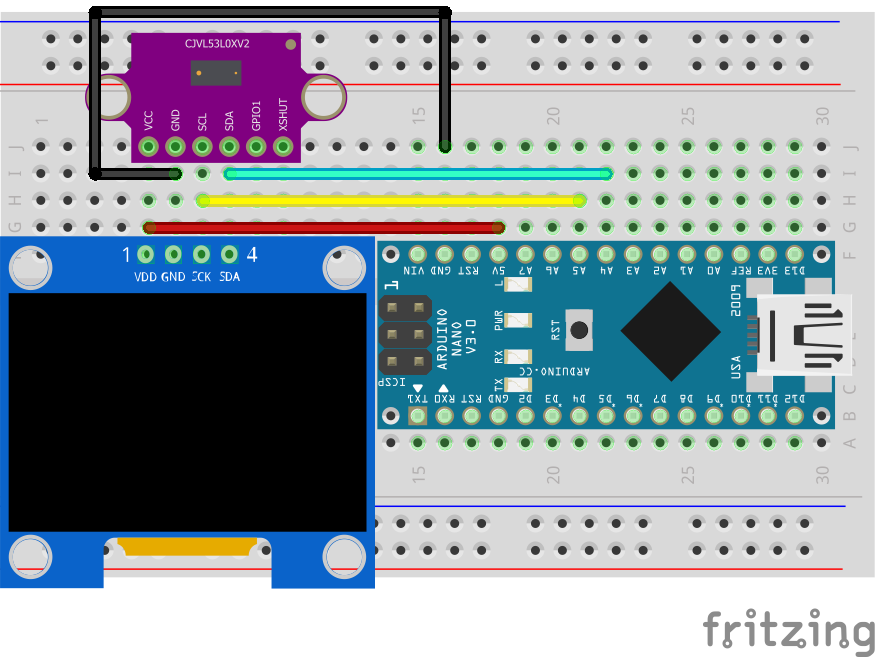 CJVL53L0XV2
VCC GND SCL SDA GPIO1 XSHUT
1 15 20 25 30
J J
I I
H H
G G
F F
1 4
VDD GND SCK SDA
VIN GND RST 5V A7 A6 A5 A4 A3 A2 A1 A0 REF 3V3 D13
1
L
PWR
RX
TX
ICSP
ARDUINO
NANO
V3.0
RST
ARDUINO.CC
USA
TX1 RX0 RST GND D2 D3* D4 D5* D6* D7 D8 D9* D10* D11* D12
E
D
C
B
A A
15 20 25 30
fritzing